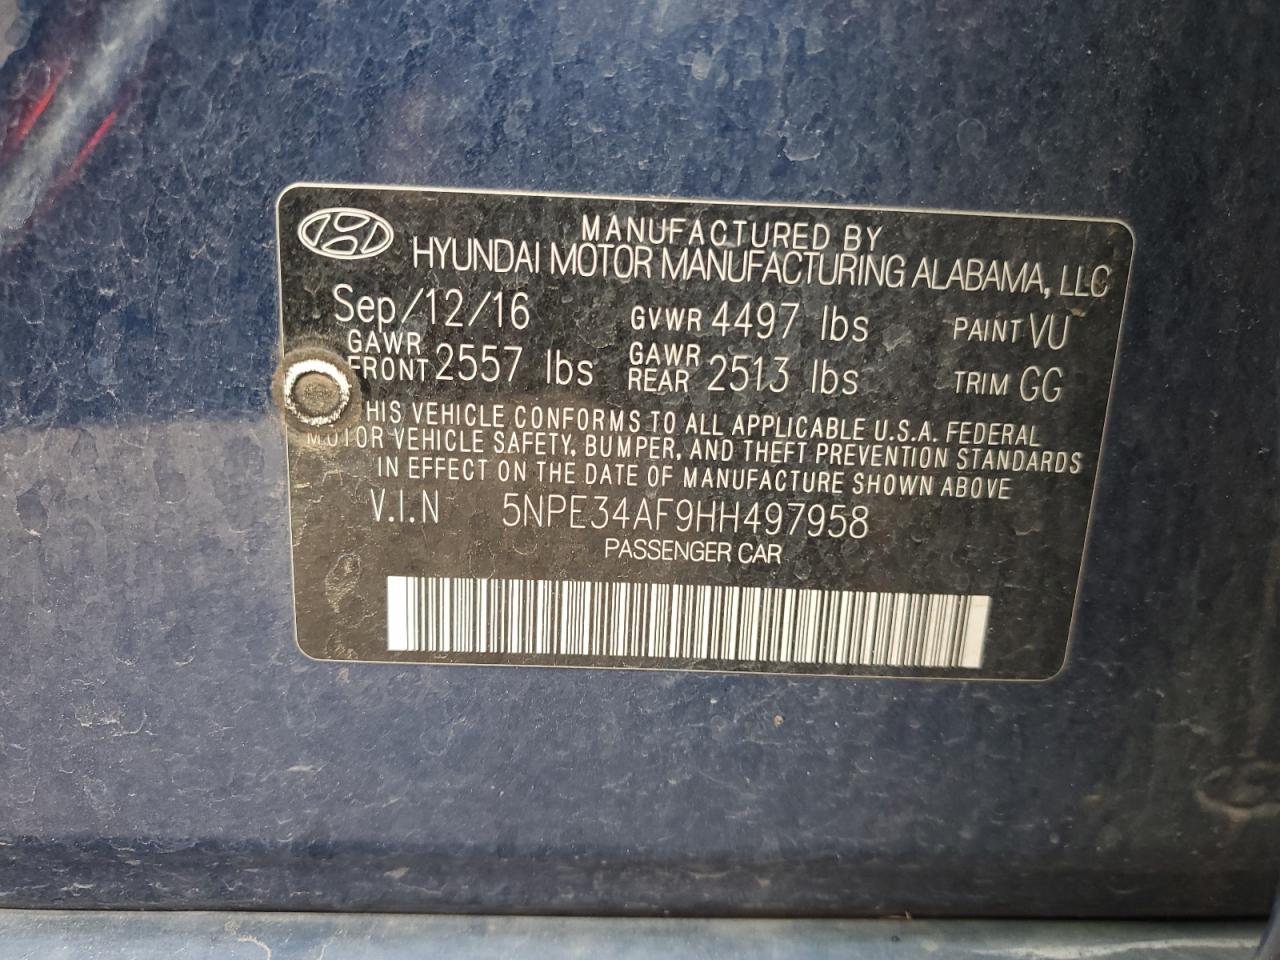 MANUFACTURED BY
HYUNDAI MOTOR MANUFACTURING ALABAMA, LLC
Sep/12/16 GVWR 4497 lbs PAINT VU
GAWR FRONT 2557 lbs GAWR REAR 2513 lbs TRIM GG
HIS VEHICLE CONFORMS TO ALL APPLICABLE U.S.A. FEDERAL
MOTOR VEHICLE SAFETY, BUMPER, AND THEFT PREVENTION STANDARDS
IN EFFECT ON THE DATE OF MANUFACTURE SHOWN ABOVE
V.I.N 5NPE34AF9HH497958
PASSENGER CAR